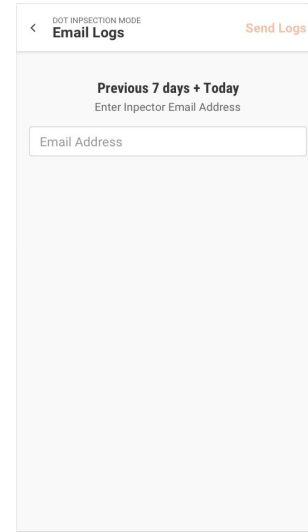 DOT INPSECTION MODE
Email Logs
Send Logs
Previous 7 days + Today
Enter Inpector Email Address
Email Address